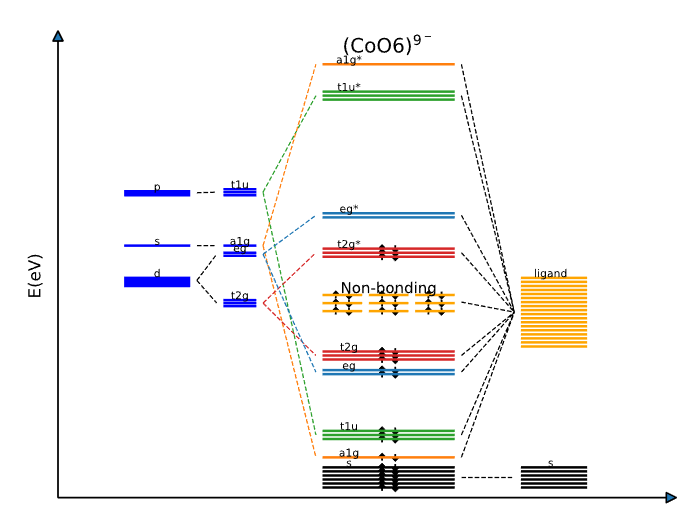 (CoO6)⁹⁻
a1g*
t1u*
p
t1u
eg*
s
a1g
eg
t2g*
d
ligand
Non-bonding
t2g
t2g
eg
t1u
a1g
s
s
E(eV)